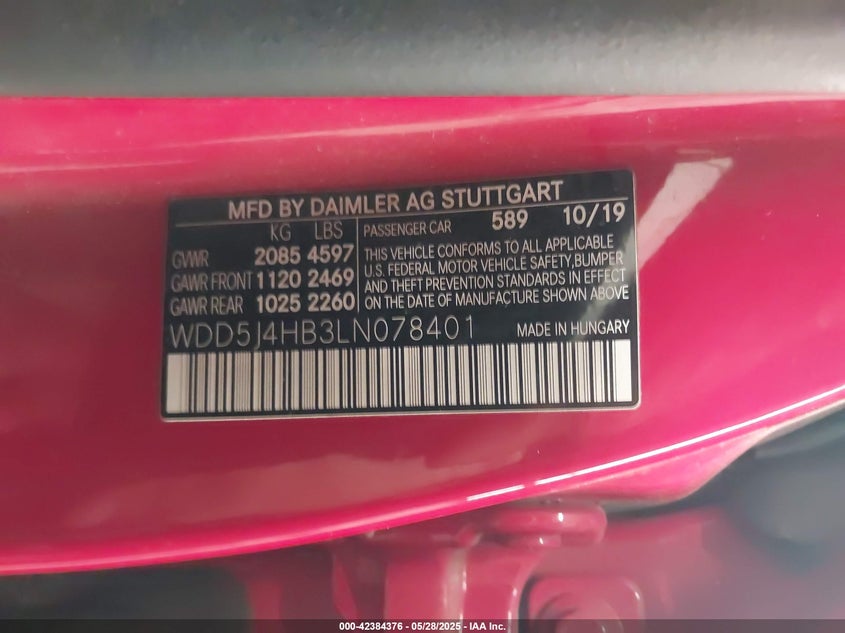 MFD BY DAIMLER AG STUTTGART
KG LBS
GVWR 2085 4597
GAWR FRONT 1120 2469
GAWR REAR 1025 2260
PASSENGER CAR 589 10/19
THIS VEHICLE CONFORMS TO ALL APPLICABLE
U.S. FEDERAL MOTOR VEHICLE SAFETY,BUMPER
AND THEFT PREVENTION STANDARDS IN EFFECT
ON THE DATE OF MANUFACTURE SHOWN ABOVE
WDD5J4HB3LN078401 MADE IN HUNGARY
000-42384376 - 05/28/2025 - IAA Inc.